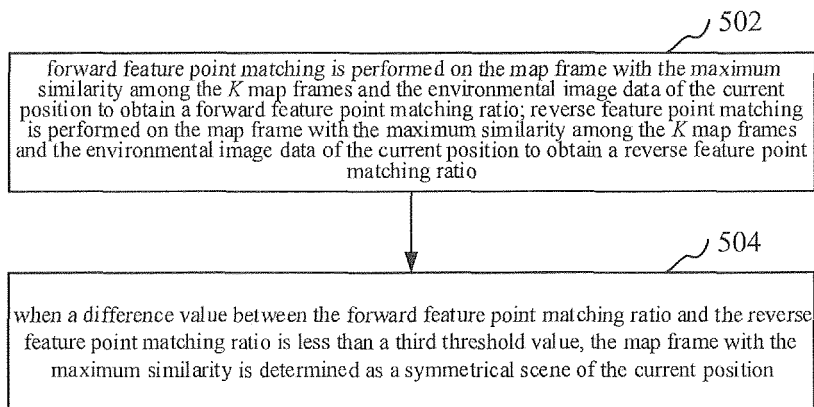 502
forward feature point matching is performed on the map frame with the maximum
similarity among the K map frames and the environmental image data of the current
position to obtain a forward feature point matching ratio; reverse feature point matching
is performed on the map frame with the maximum similarity among the K map frames
and the environmental image data of the current position to obtain a reverse feature point
matching ratio
504
when a difference value between the forward feature point matching ratio and the reverse
feature point matching ratio is less than a third threshold value, the map frame with the
maximum similarity is determined as a symmetrical scene of the current position